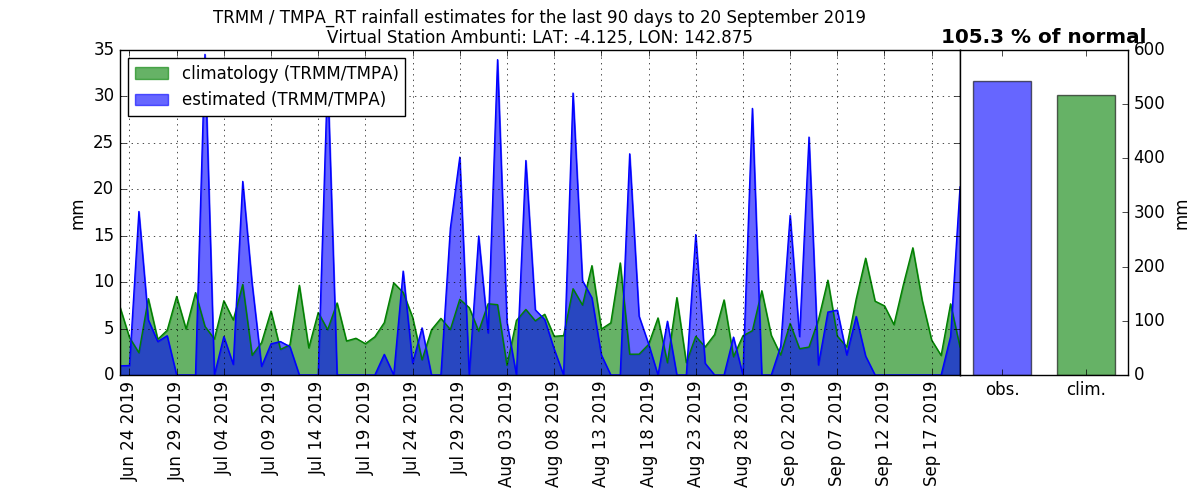 TRMM / TMPA_RT rainfall estimates for the last 90 days to 20 September 2019
Virtual Station Ambunti: LAT: -4.125, LON: 142.875
105.3 % of normal
climatology (TRMM/TMPA)
estimated (TRMM/TMPA)
35
30
25
20
15
10
5
0
mm
Jun 24 2019
Jun 29 2019
Jul 04 2019
Jul 09 2019
Jul 14 2019
Jul 19 2019
Jul 24 2019
Jul 29 2019
Aug 03 2019
Aug 08 2019
Aug 13 2019
Aug 18 2019
Aug 23 2019
Aug 28 2019
Sep 02 2019
Sep 07 2019
Sep 12 2019
Sep 17 2019
600
500
400
300
200
100
0
mm
obs.
clim.